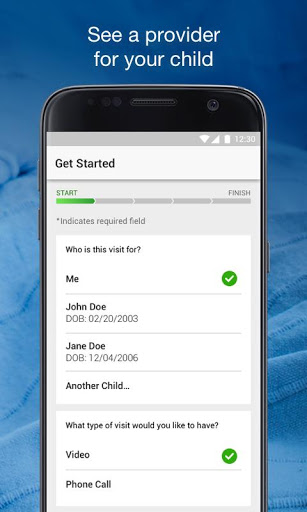 See a provider
for your child
12:30
Get Started
START FINISH
*Indicates required field
Who is this visit for?
Me
John Doe
DOB: 02/20/2003
Jane Doe
DOB: 12/04/2006
Another Child...
What type of visit would you like to have?
Video
Phone Call